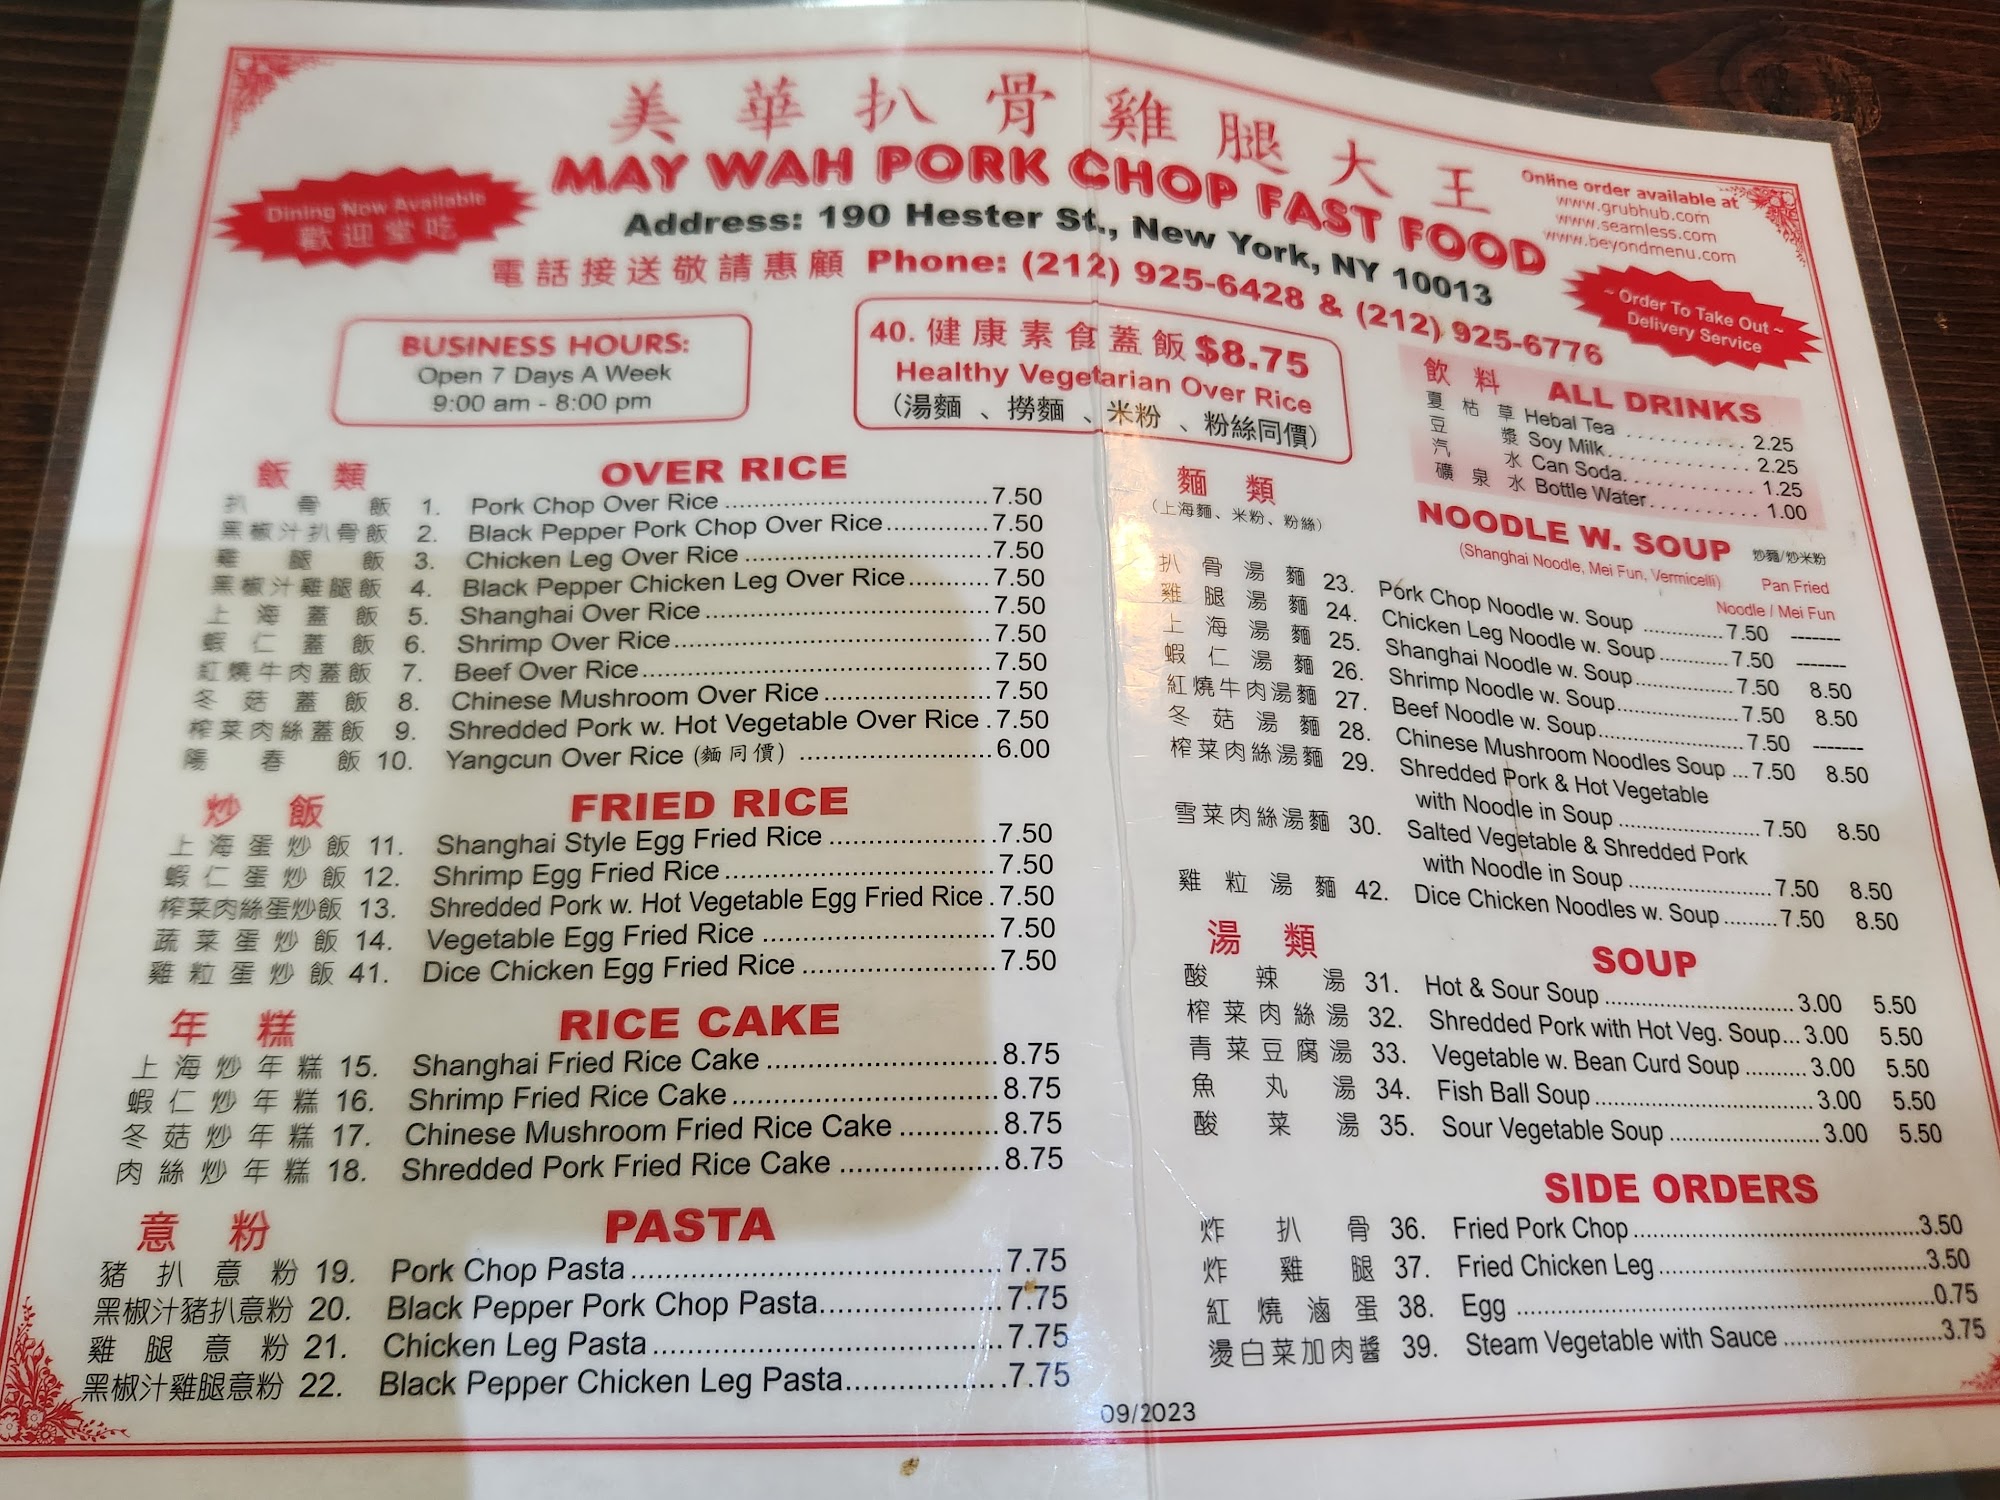 美華扒骨雞腿大王
MAY WAH PORK CHOP FAST FOOD
Address: 190 Hester St., New York, NY 10013
電話接送敬請惠顧 Phone: (212) 925-6428 & (212) 925-6776
Dining Now Available
歡迎堂吃
Online order available at
www.grubhub.com
www.seamless.com
www.beyondmenu.com
~ Order To Take Out ~
Delivery Service
BUSINESS HOURS:
Open 7 Days A Week
9:00 am - 8:00 pm
40. 健康素食蓋飯 $8.75
Healthy Vegetarian Over Rice
(湯麵 、撈麵 、米粉 、粉絲同價)
飲料 ALL DRINKS
夏枯草 Hebal Tea ............ 2.25
豆漿 Soy Milk............ 2.25
汽水 Can Soda............ 1.25
礦泉水 Bottle Water.......... 1.00
飯類 OVER RICE
扒骨飯 1. Pork Chop Over Rice ..............................7.50
黑椒汁扒骨飯 2. Black Pepper Pork Chop Over Rice.............7.50
雞腿飯 3. Chicken Leg Over Rice ...............................7.50
黑椒汁雞腿飯 4. Black Pepper Chicken Leg Over Rice...........7.50
上海蓋飯 5. Shanghai Over Rice ....................................7.50
蝦仁蓋飯 6. Shrimp Over Rice........................................7.50
紅燒牛肉蓋飯 7. Beef Over Rice............................................7.50
冬菇蓋飯 8. Chinese Mushroom Over Rice .....................7.50
榨菜肉絲蓋飯 9. Shredded Pork w. Hot Vegetable Over Rice .7.50
陽春飯 10. Yangcun Over Rice (麵同價) ........................6.00
炒飯 FRIED RICE
上海蛋炒飯 11. Shanghai Style Egg Fried Rice .....................7.50
蝦仁蛋炒飯 12. Shrimp Egg Fried Rice..................................7.50
榨菜肉絲蛋炒飯 13. Shredded Pork w. Hot Vegetable Egg Fried Rice .7.50
蔬菜蛋炒飯 14. Vegetable Egg Fried Rice .............................7.50
雞粒蛋炒飯 41. Dice Chicken Egg Fried Rice ........................7.50
年糕 RICE CAKE
上海炒年糕 15. Shanghai Fried Rice Cake ............................8.75
蝦仁炒年糕 16. Shrimp Fried Rice Cake................................8.75
冬菇炒年糕 17. Chinese Mushroom Fried Rice Cake ............8.75
肉絲炒年糕 18. Shredded Pork Fried Rice Cake ...................8.75
意粉 PASTA
豬扒意粉 19. Pork Chop Pasta..........................................7.75
黑椒汁豬扒意粉 20. Black Pepper Pork Chop Pasta.....................7.75
雞腿意粉 21. Chicken Leg Pasta .......................................7.75
黑椒汁雞腿意粉 22. Black Pepper Chicken Leg Pasta..................7.75
麵類 NOODLE W. SOUP 炒麵/炒米粉
(上海麵、米粉、粉絲) (Shanghai Noodle, Mei Fun, Vermicelli) Pan Fried
Noodle / Mei Fun
扒骨湯麵 23. Pork Chop Noodle w. Soup ............7.50 -------
雞腿湯麵 24. Chicken Leg Noodle w. Soup...........7.50 -------
上海湯麵 25. Shanghai Noodle w. Soup...............7.50 8.50
蝦仁湯麵 26. Shrimp Noodle w. Soup...................7.50 8.50
紅燒牛肉湯麵 27. Beef Noodle w. Soup.......................7.50 -------
冬菇湯麵 28. Chinese Mushroom Noodles Soup ...7.50 8.50
榨菜肉絲湯麵 29. Shredded Pork & Hot Vegetable
with Noodle in Soup .....................7.50 8.50
雪菜肉絲湯麵 30. Salted Vegetable & Shredded Pork
with Noodle in Soup .....................7.50 8.50
雞粒湯麵 42. Dice Chicken Noodles w. Soup ........7.50 8.50
湯類 SOUP
酸辣湯 31. Hot & Sour Soup ............................3.00 5.50
榨菜肉絲湯 32. Shredded Pork with Hot Veg. Soup...3.00 5.50
青菜豆腐湯 33. Vegetable w. Bean Curd Soup ..........3.00 5.50
魚丸湯 34. Fish Ball Soup ...................................3.00 5.50
酸菜湯 35. Sour Vegetable Soup ........................3.00 5.50
SIDE ORDERS
炸扒骨 36. Fried Pork Chop..........................................3.50
炸雞腿 37. Fried Chicken Leg .......................................3.50
紅燒滷蛋 38. Egg ............................................................0.75
燙白菜加肉醬 39. Steam Vegetable with Sauce .......................3.75
09/2023